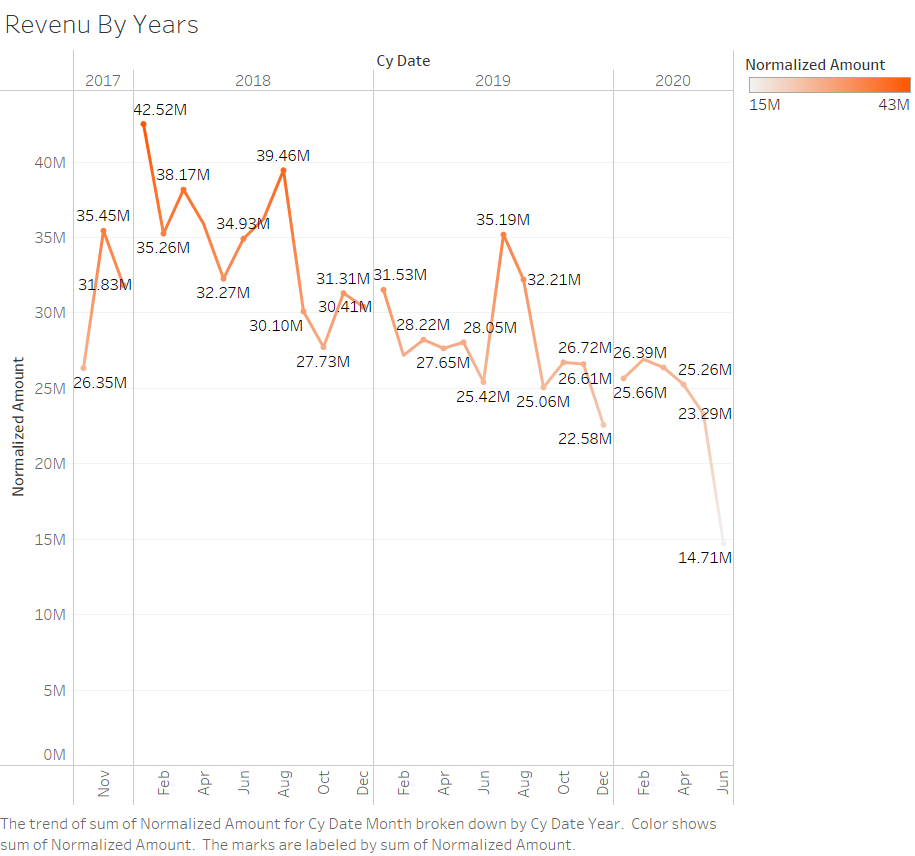 Revenu By Years
Cy Date
2017 2018 2019 2020
Normalized Amount
15M 43M
Normalized Amount
40M
35M
30M
25M
20M
15M
10M
5M
0M
26.35M
35.45M
31.83M
42.52M
35.26M
38.17M
32.27M
34.93M
39.46M
30.10M
27.73M
31.31M
30.41M
31.53M
28.22M
27.65M
28.05M
25.42M
35.19M
32.21M
25.06M
26.72M
26.61M
22.58M
25.66M
26.39M
25.26M
23.29M
14.71M
Nov Feb Apr Jun Aug Oct Dec Feb Apr Jun Aug Oct Dec Feb Apr Jun
The trend of sum of Normalized Amount for Cy Date Month broken down by Cy Date Year. Color shows
sum of Normalized Amount. The marks are labeled by sum of Normalized Amount.